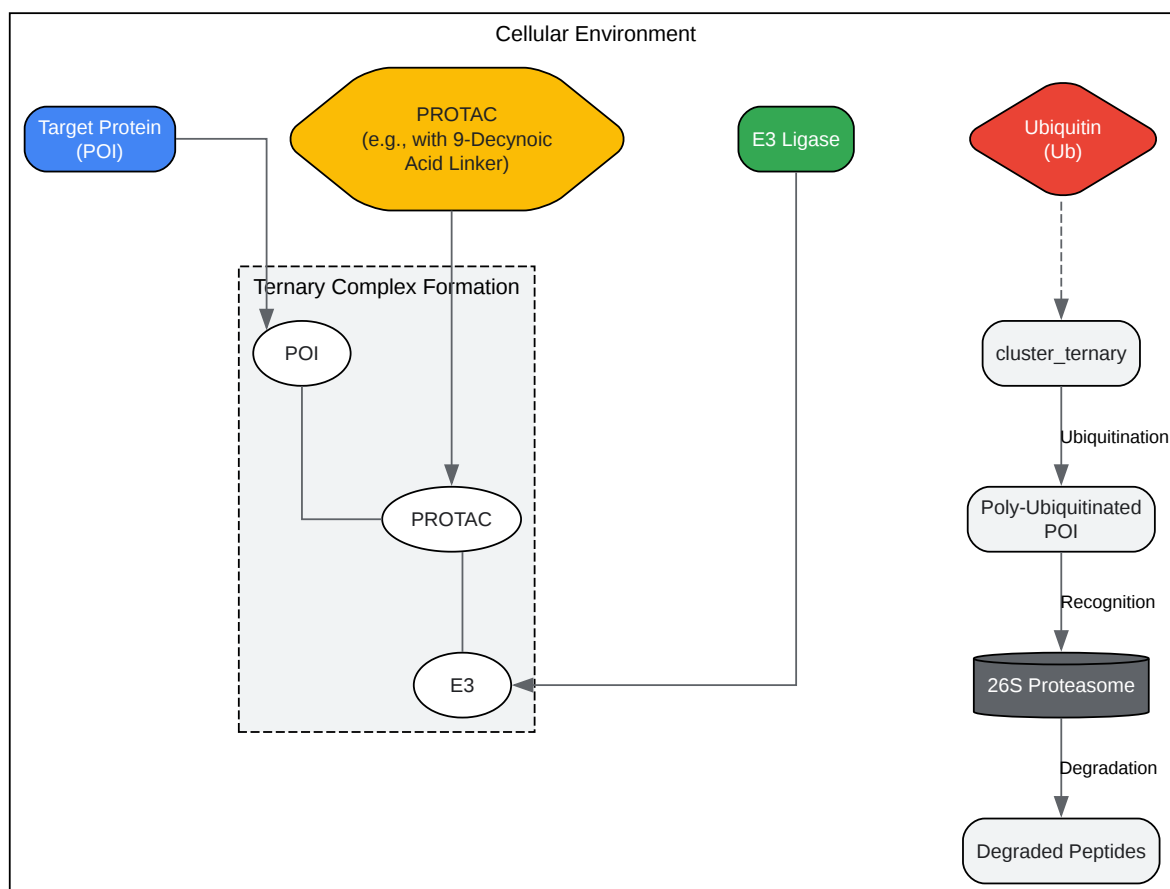 Cellular Environment
Target Protein
(POI)
PROTAC
(e.g., with 9-Decynoic
Acid Linker)
E3 Ligase
Ubiquitin
(Ub)
Ternary Complex Formation
POI
cluster_ternary
Ubiquitination
PROTAC
Poly-Ubiquitinated
POI
Recognition
E3
26S Proteasome
Degradation
Degraded Peptides